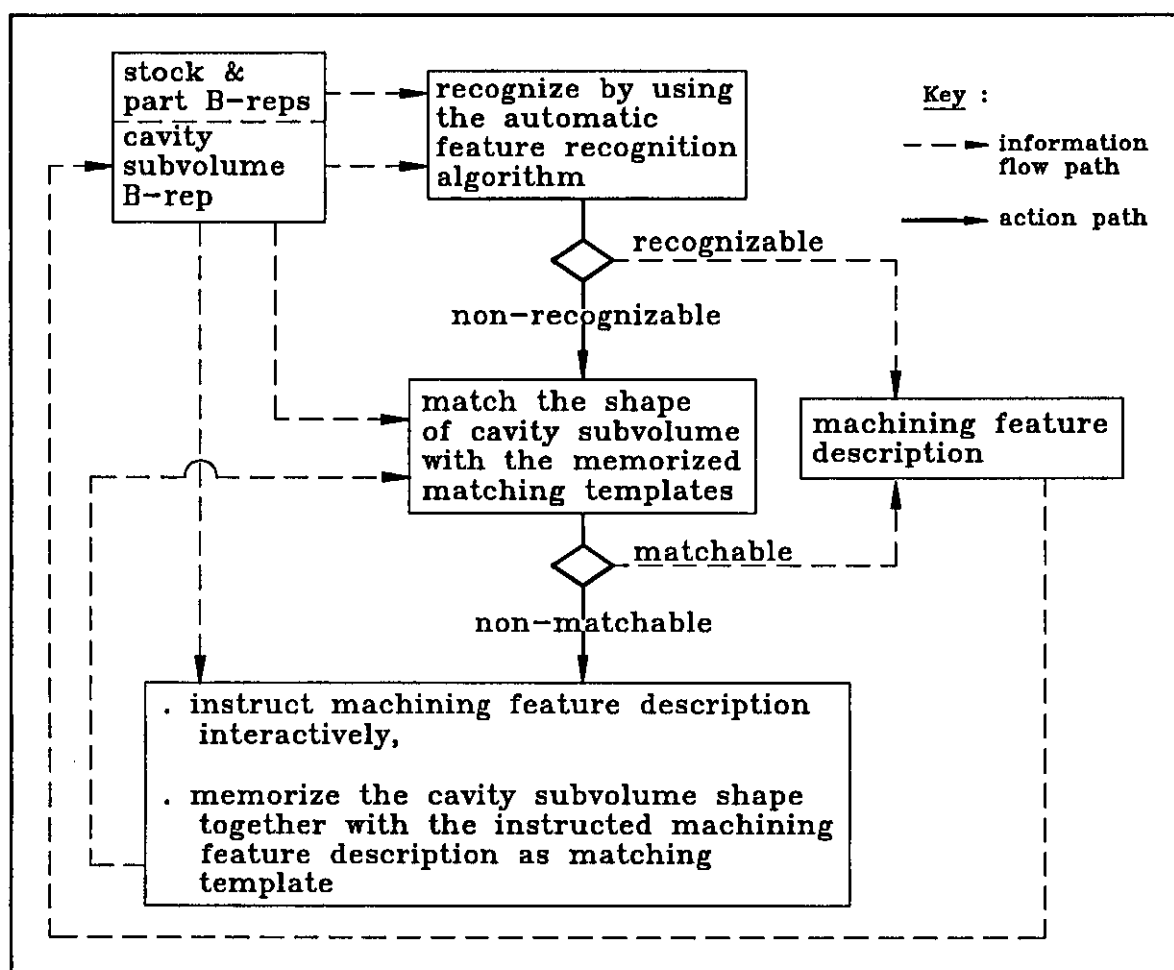 stock &
part B-reps
cavity
subvolume
B-rep
recognize by using
the automatic
feature recognition
algorithm
Key :
information
flow path
action path
recognizable
non-recognizable
match the shape
of cavity subvolume
with the memorized
matching templates
machining feature
description
matchable
non-matchable
. instruct machining feature description
interactively,
. memorize the cavity subvolume shape
together with the instructed machining
feature description as matching
template